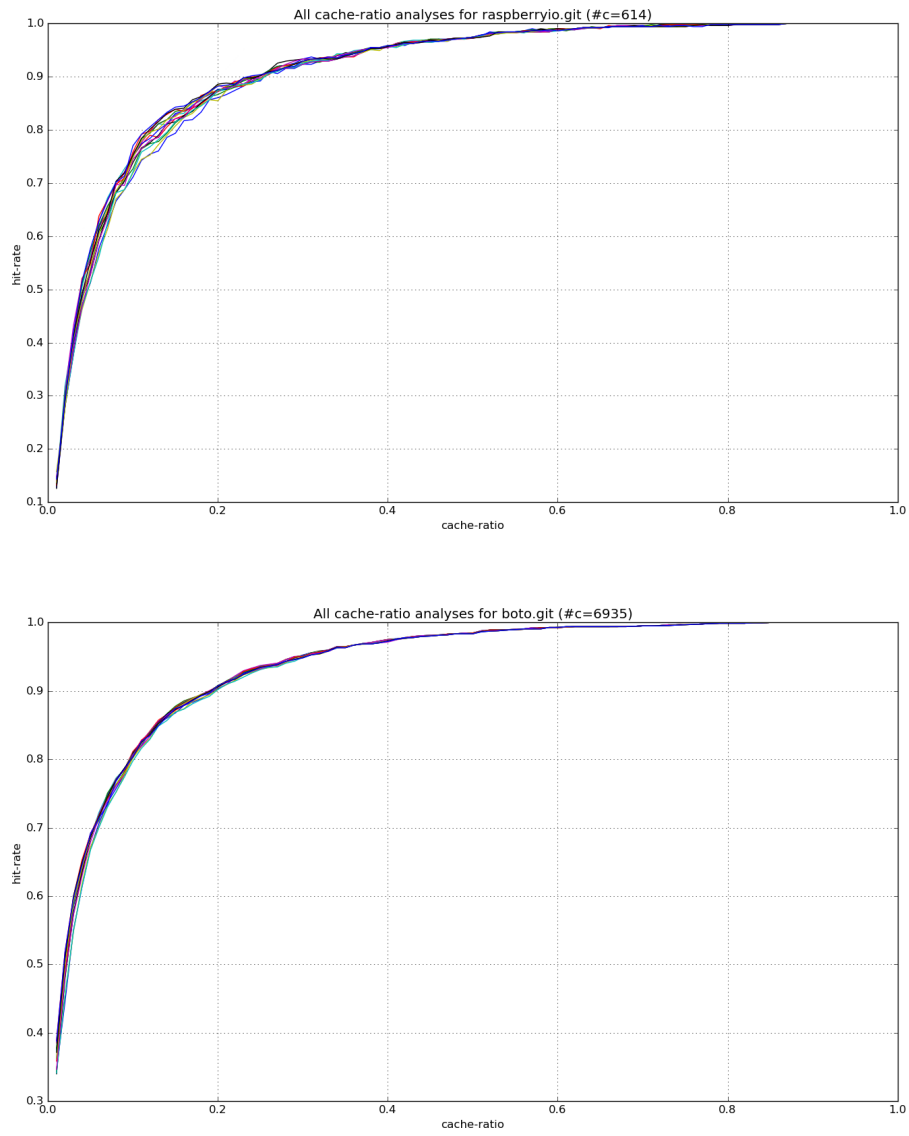 All cache-ratio analyses for raspberryio.git (#c=614)
1.0
0.9
0.8
0.7
0.6
hit-rate
0.5
0.4
0.3
0.2
0.1
0.0 0.2 0.4 0.6 0.8 1.0
cache-ratio
All cache-ratio analyses for boto.git (#c=6935)
1.0
0.9
0.8
0.7
hit-rate
0.6
0.5
0.4
0.3
0.0 0.2 0.4 0.6 0.8 1.0
cache-ratio